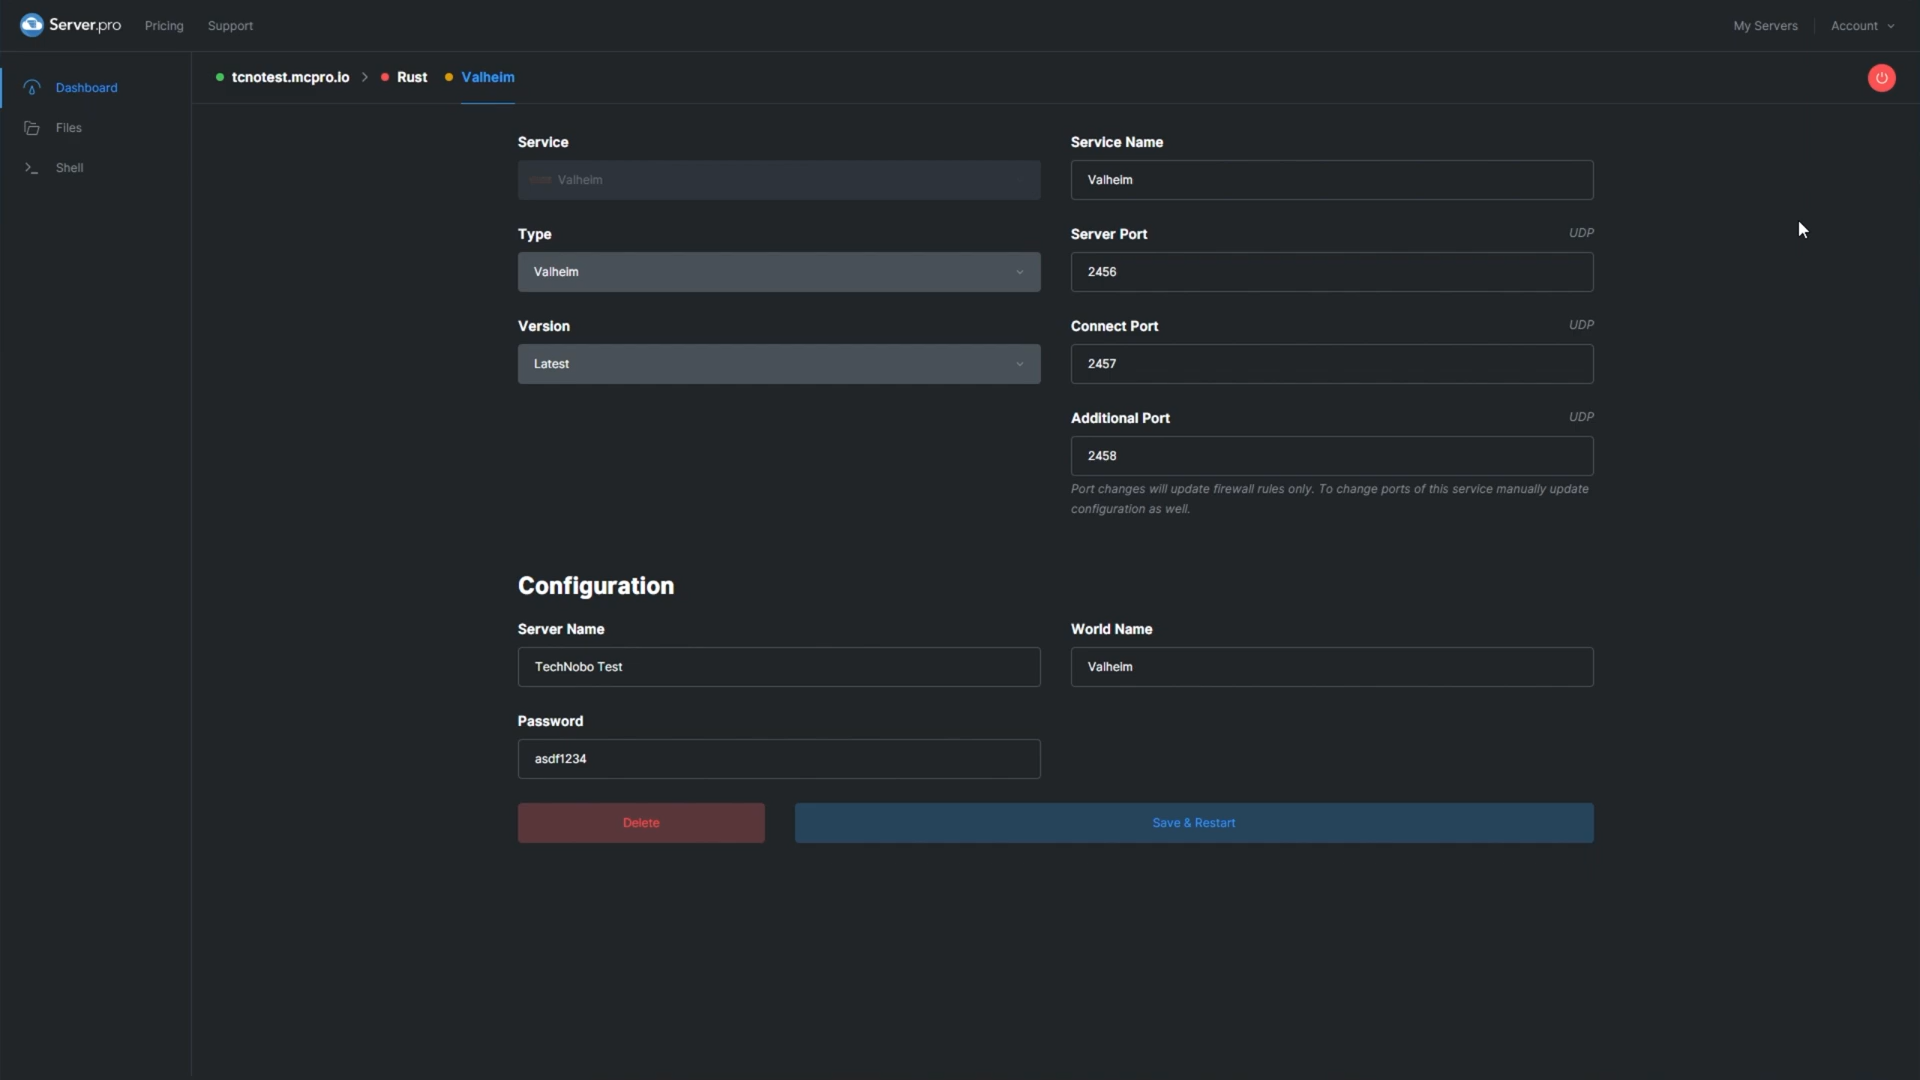 Server.pro Pricing Support My Servers Account
Dashboard
Files
Shell
tcnotest.mcpro.io > Rust Valheim
Service
Valheim
Service Name
Valheim
Type
Valheim
Server Port UDP
2456
Version
Latest
Connect Port UDP
2457
Additional Port UDP
2458
Port changes will update firewall rules only. To change ports of this service manually update
configuration as well.
Configuration
Server Name
TechNobo Test
World Name
Valheim
Password
asdf1234
Delete
Save & Restart